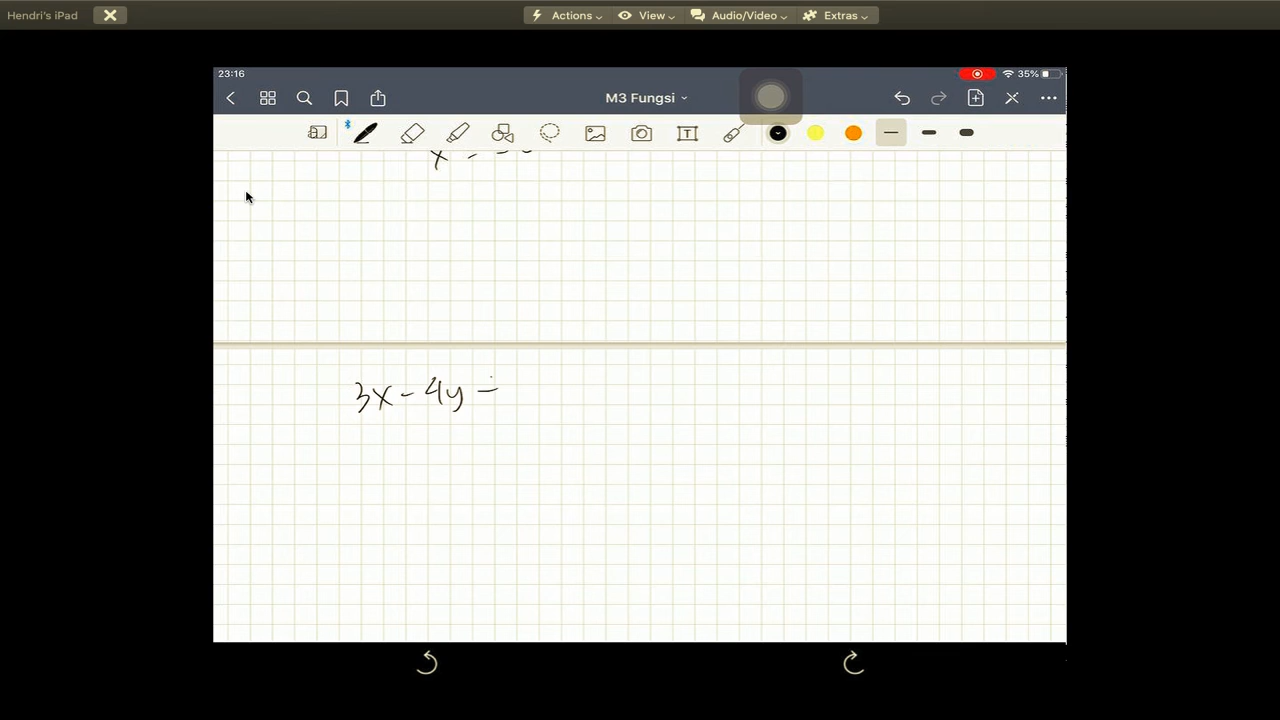 Hendri's iPad
Actions View Audio/Video Extras
23:16
35%
M3 Fungsi
3x - 4y =